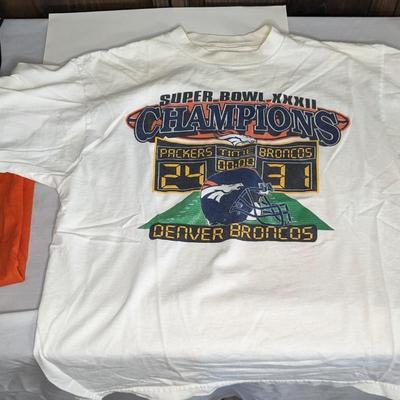 SUPER BOWL XXXII
CHAMPIONS
PACKERS TIME BRONCOS
24 00:00 31
DENVER BRONCOS